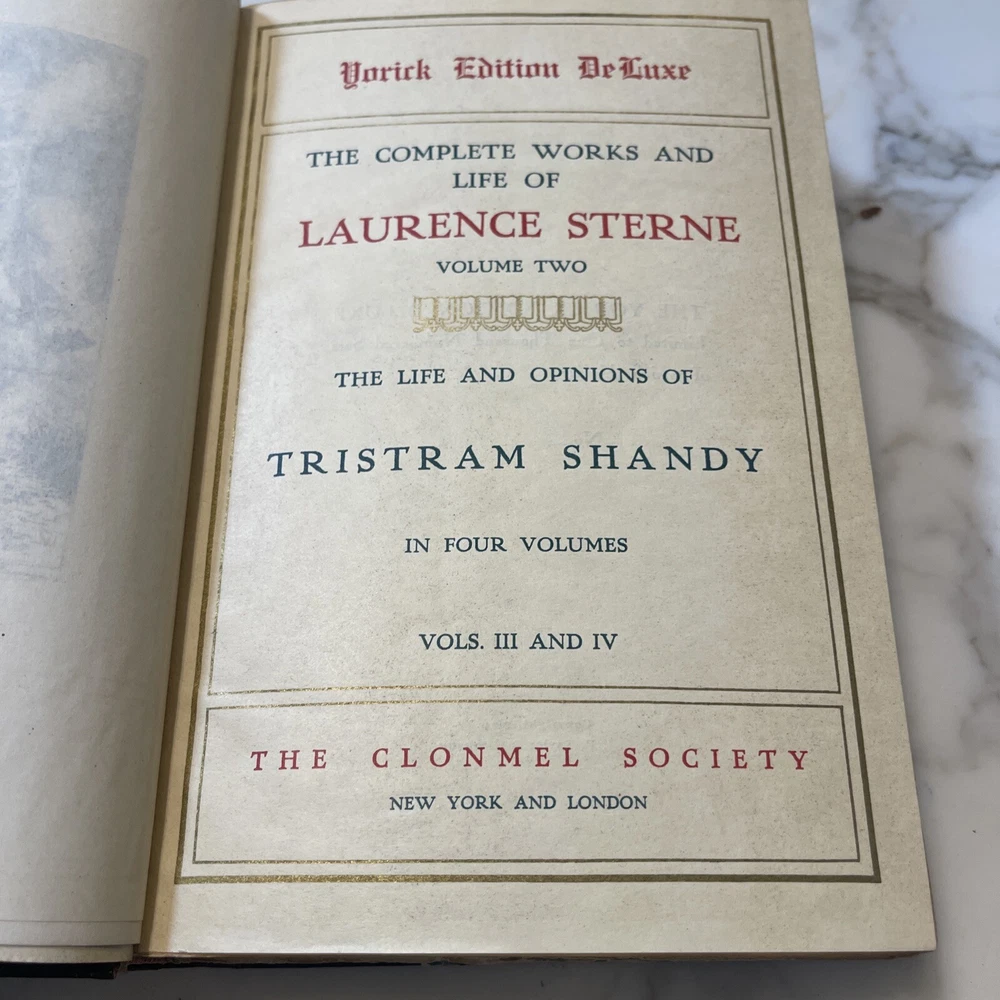 Yorick Edition DeLuxe
THE COMPLETE WORKS AND
LIFE OF
LAURENCE STERNE
VOLUME TWO
THE LIFE AND OPINIONS OF
TRISTRAM SHANDY
IN FOUR VOLUMES
VOLS. III AND IV
THE CLONMEL SOCIETY
NEW YORK AND LONDON